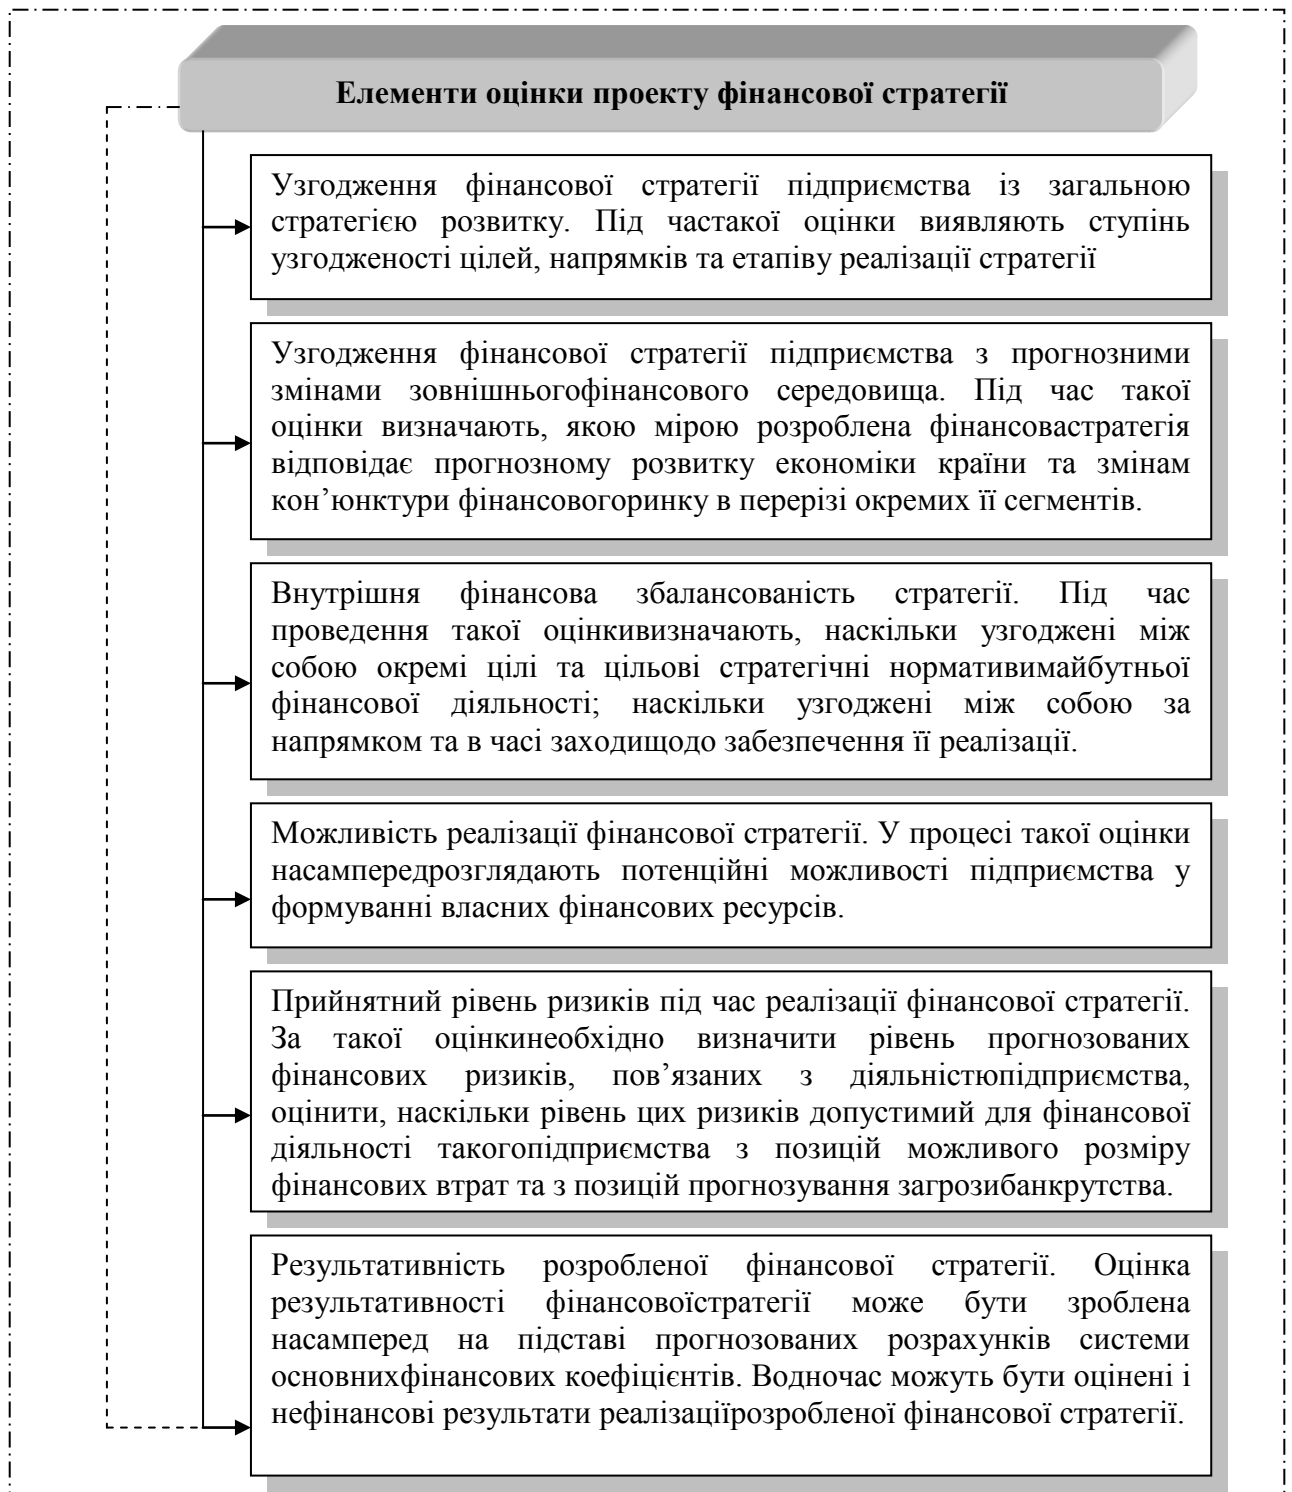 Елементи оцінки проекту фінансової стратегії
Узгодження фінансової стратегії підприємства із загальною
стратегією розвитку. Під частакої оцінки виявляють ступінь
узгодженості цілей, напрямків та етапіву реалізації стратегії
Узгодження фінансової стратегії підприємства з прогнозними
змінами зовнішньогофінансового середовища. Під час такої
оцінки визначають, якою мірою розроблена фінансовастратегія
відповідає прогнозному розвитку економіки країни та змінам
кон’юнктури фінансовогоринку в перерізі окремих її сегментів.
Внутрішня фінансова збалансованість стратегії. Під час
проведення такої оцінкивизначають, наскільки узгоджені між
собою окремі цілі та цільові стратегічні нормативимайбутньої
фінансової діяльності; наскільки узгоджені між собою за
напрямком та в часі заходищодо забезпечення її реалізації.
Можливість реалізації фінансової стратегії. У процесі такої оцінки
насампередрозглядають потенційні можливості підприємства у
формуванні власних фінансових ресурсів.
Прийнятний рівень ризиків під час реалізації фінансової стратегії.
За такої оцінкинеобхідно визначити рівень прогнозованих
фінансових ризиків, пов’язаних з діяльністюпідприємства,
оцінити, наскільки рівень цих ризиків допустимий для фінансової
діяльності такогопідприємства з позицій можливого розміру
фінансових втрат та з позицій прогнозування загрозибанкрутства.
Результативність розробленої фінансової стратегії. Оцінка
результативності фінансовоїстратегії може бути зроблена
насамперед на підставі прогнозованих розрахунків системи
основнихфінансових коефіцієнтів. Водночас можуть бути оцінені і
нефінансові результати реалізаціїрозробленої фінансової стратегії.